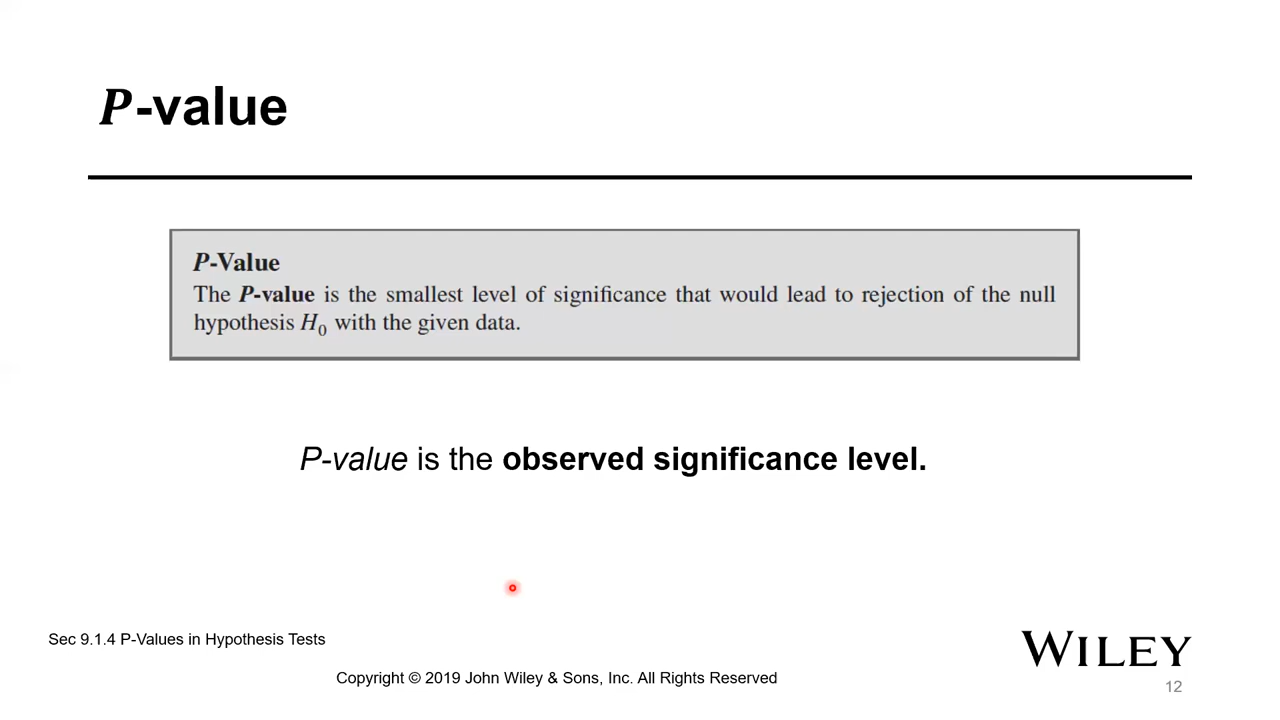 P-value
P-Value
The P-value is the smallest level of significance that would lead to rejection of the null
hypothesis H₀ with the given data.
P-value is the observed significance level.
Sec 9.1.4 P-Values in Hypothesis Tests
WILEY
Copyright © 2019 John Wiley & Sons, Inc. All Rights Reserved
12